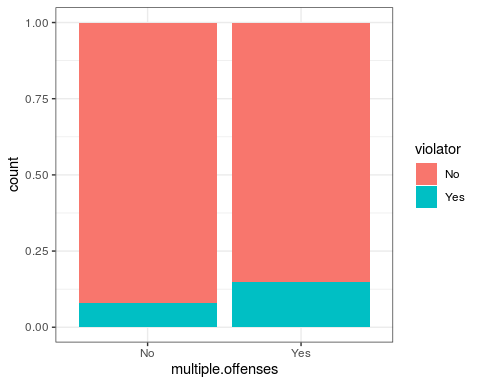 1.00
0.75
0.50
0.25
0.00
count
No Yes
multiple.offenses
violator
No
Yes